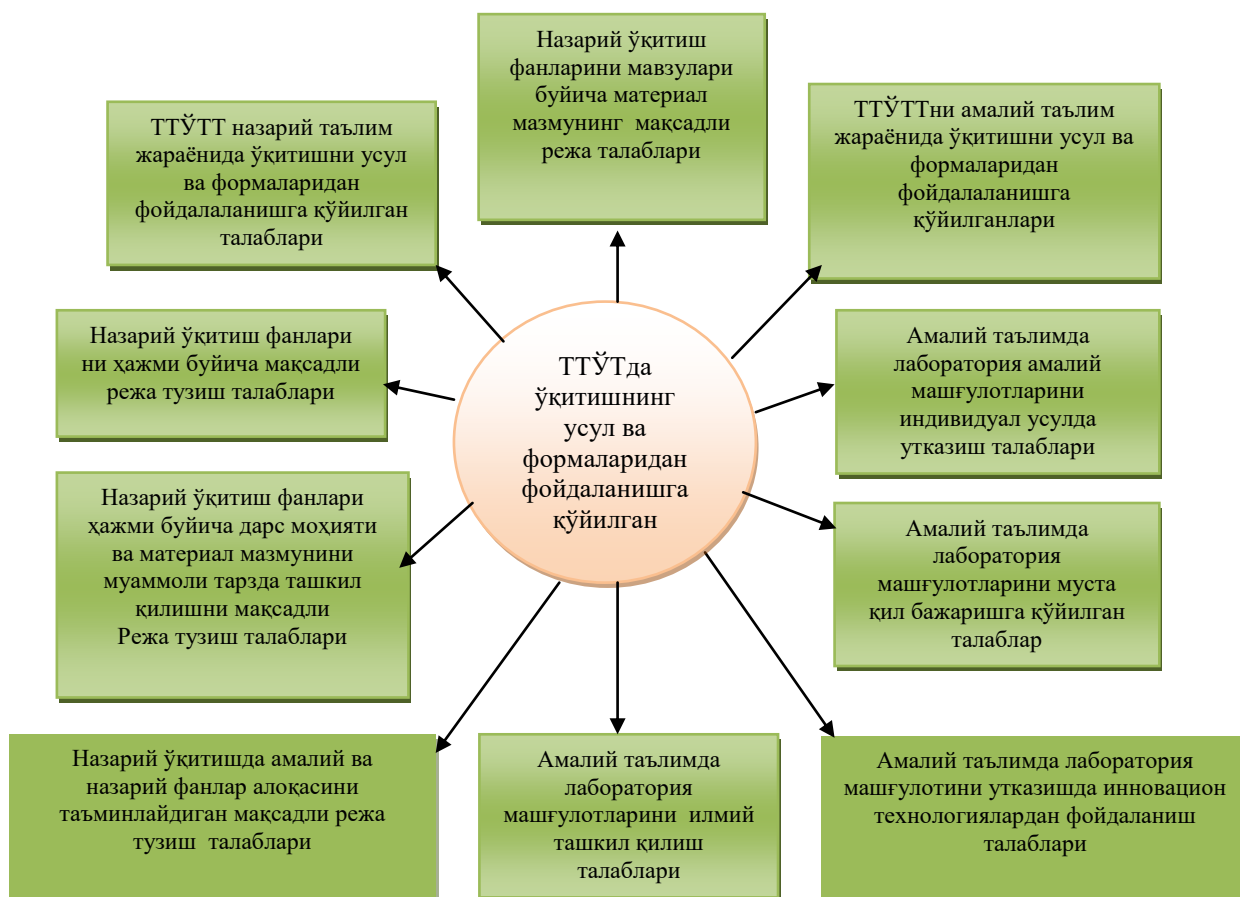 Назарий ўқитиш
фанларини мавзулари
буйича материал
мазмунинг мақсадли
режа талаблари
ТТЎТТ назарий таълим
жараёнида ўқитишни усул
ва формаларидан
фойдалаланишга қўйилган
талаблари
ТТЎТТни амалий таълим
жараёнида ўқитишни усул ва
формаларидан
фойдалаланишга
қўйилганлари
Назарий ўқитиш фанлари
ни ҳажми буйича мақсадли
режа тузиш талаблари
ТТЎТда
ўқитишнинг
усул ва
формаларидан
фойдаланишга
қўйилган
Амалий таълимда
лаборатория амалий
машғулотларини
индивидуал усулда
утказиш талаблари
Назарий ўқитиш фанлари
ҳажми буйича дарс моҳияти
ва материал мазмунини
муаммоли тарзда ташкил
қилишни мақсадли
Режа тузиш талаблари
Амалий таълимда
лаборатория
машғулотларини муста
қил бажаришга қўйилган
талаблар
Назарий ўқитишда амалий ва
назарий фанлар алоқасини
таъминлайдиган мақсадли режа
тузиш талаблари
Амалий таълимда
лаборатория
машғулотларини илмий
ташкил қилиш
талаблари
Амалий таълимда лаборатория
машғулотини утказишда инновацион
технологиялардан фойдаланиш
талаблари